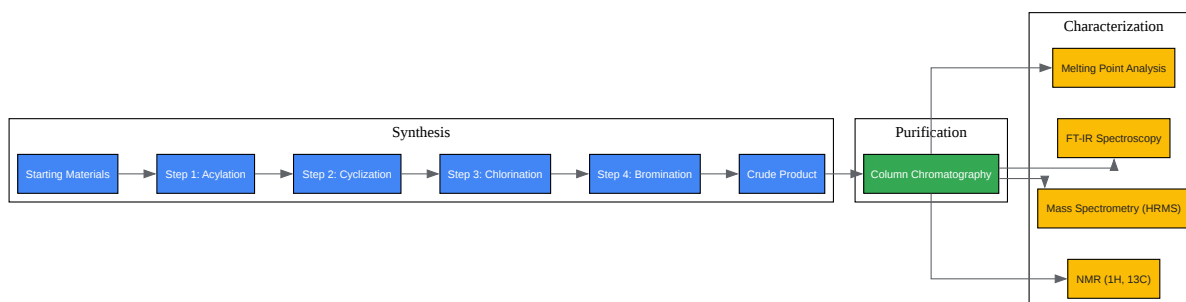 Synthesis
Starting Materials
Step 1: Acylation
Step 2: Cyclization
Step 3: Chlorination
Step 4: Bromination
Crude Product
Purification
Column Chromatography
Characterization
Melting Point Analysis
FT-IR Spectroscopy
Mass Spectrometry (HRMS)
NMR (1H, 13C)